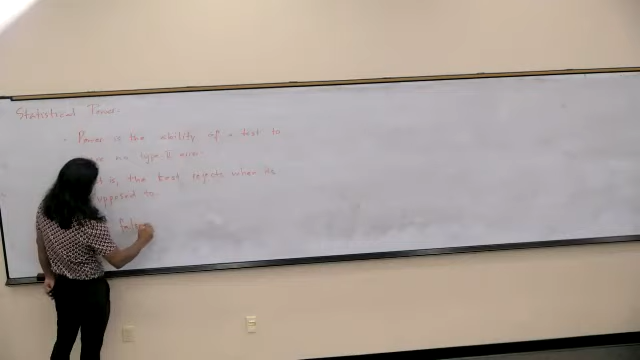 Statistical Power.
Power is the ability of a test to
no type II error.
is, the test rejects when its
supposed to.